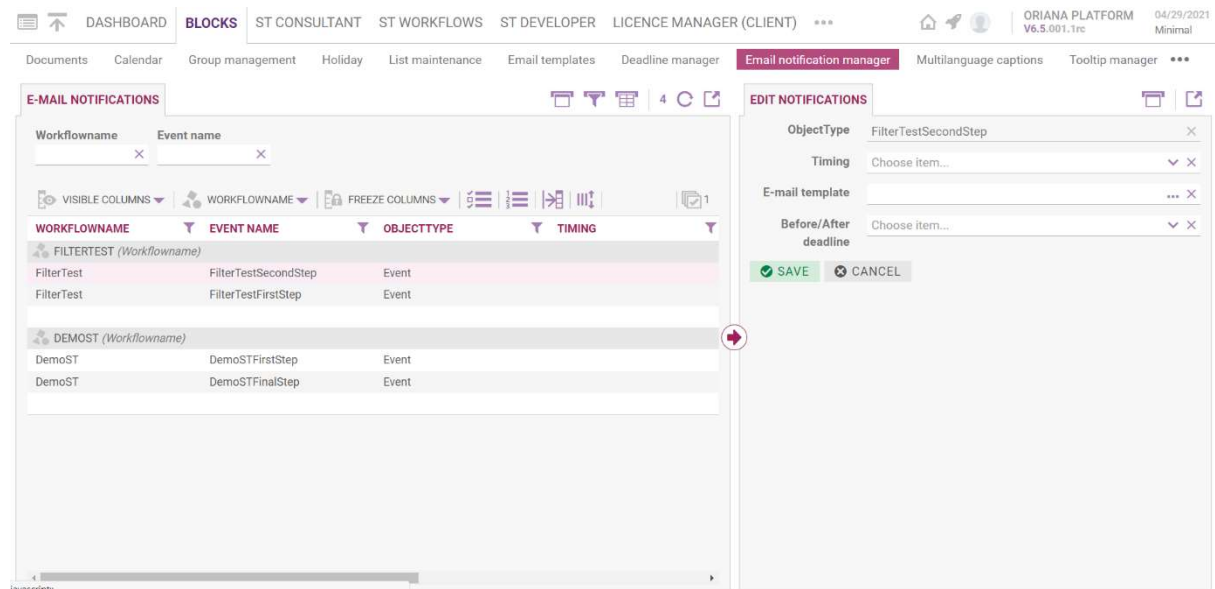 DASHBOARD BLOCKS ST CONSULTANT ST WORKFLOWS ST DEVELOPER LICENCE MANAGER (CLIENT) ••• ORIANA PLATFORM 04/29/2021
V6.5.001.1rc Minimal
Documents Calendar Group management Holiday List maintenance Email templates Deadline manager Email notification manager Multilanguage captions Tooltip manager •••
E-MAIL NOTIFICATIONS 4
Workflowname Event name
VISIBLE COLUMNS WORKFLOWNAME FREEZE COLUMNS 1
WORKFLOWNAME EVENT NAME OBJECTTYPE TIMING
FILTERTEST (Workflowname)
FilterTest FilterTestSecondStep Event
FilterTest FilterTestFirstStep Event
DEMOST (Workflowname)
DemoST DemoSTFirstStep Event
DemoST DemoSTFinalStep Event
EDIT NOTIFICATIONS
ObjectType FilterTestSecondStep
Timing Choose item...
E-mail template ...
Before/After Choose item...
deadline
SAVE CANCEL